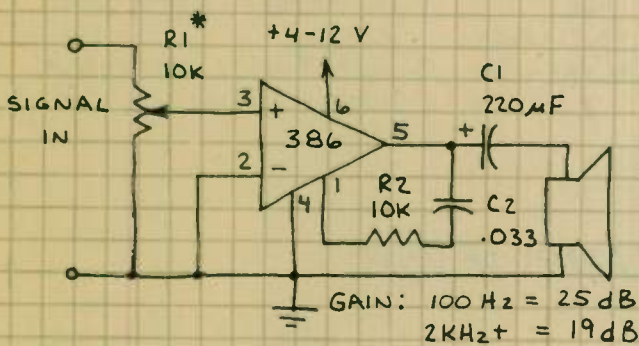 R1*
10K
+4-12 V
C1
220µF
SIGNAL
IN
3
+
6
386
5
+
2
-
1
4
R2
10K
C2
.033
GAIN: 100 Hz = 25 dB
2KHz+ = 19 dB